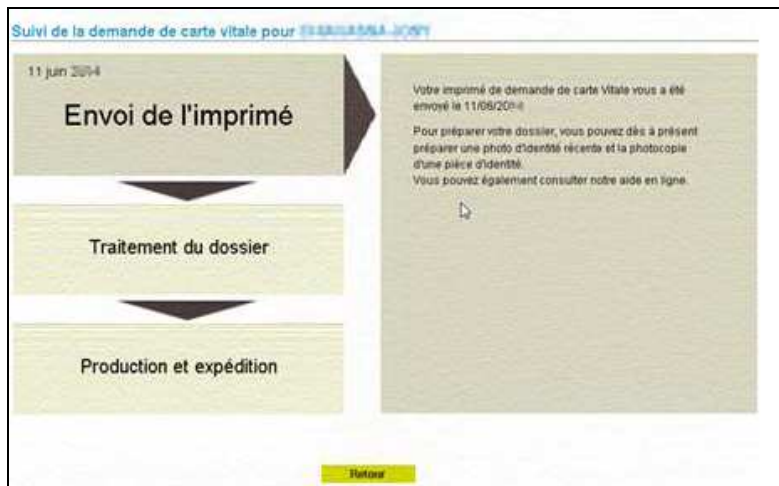 Suivi de la demande de carte vitale pour
11 juin
Envoi de l'imprimé
Traitement du dossier
Production et expédition
Votre imprimé de demande de carte Vitale vous a été
envoyé le
Pour préparer votre dossier, vous pouvez dès à présent
préparer une photo d'identité récente et la photocopie
d'une pièce d'identité.
Vous pouvez également consulter notre aide en ligne.
Retour